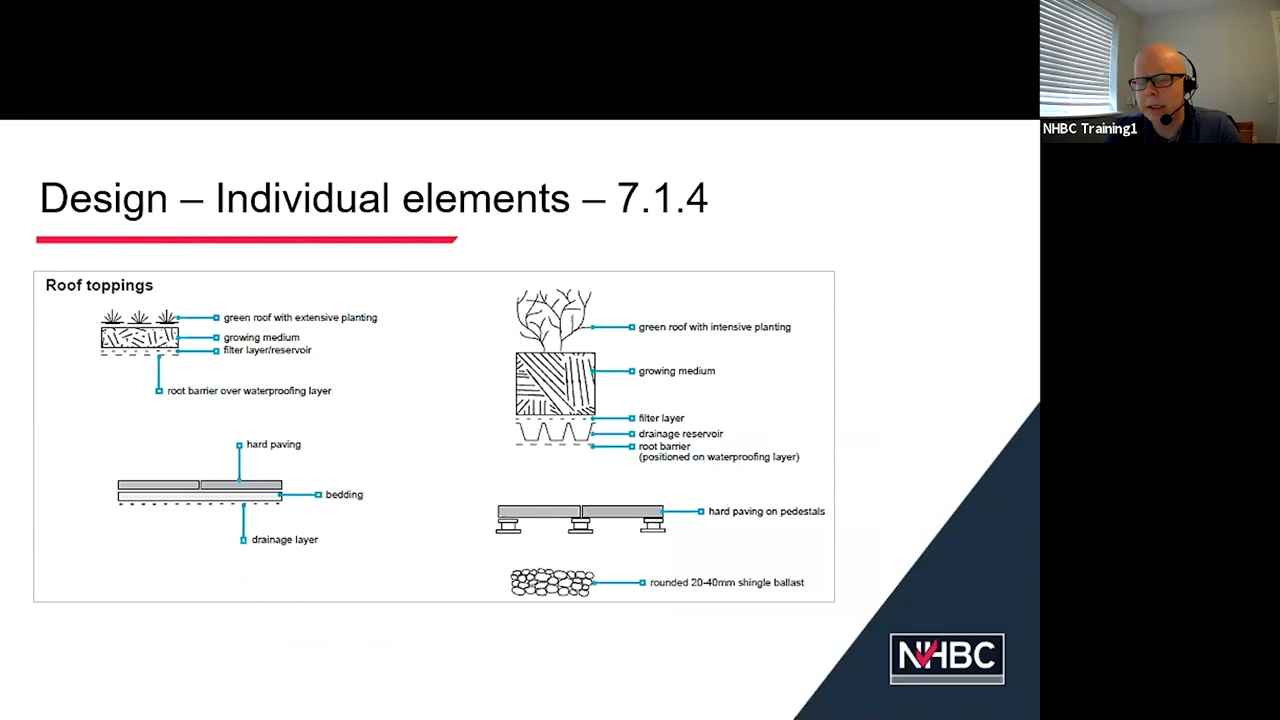 NHBC Training1
Design – Individual elements – 7.1.4
Roof toppings
green roof with extensive planting
growing medium
filter layer/reservoir
root barrier over waterproofing layer
hard paving
bedding
drainage layer
green roof with intensive planting
growing medium
filter layer
drainage reservoir
root barrier
(positioned on waterproofing layer)
hard paving on pedestals
rounded 20-40mm shingle ballast
NHBC